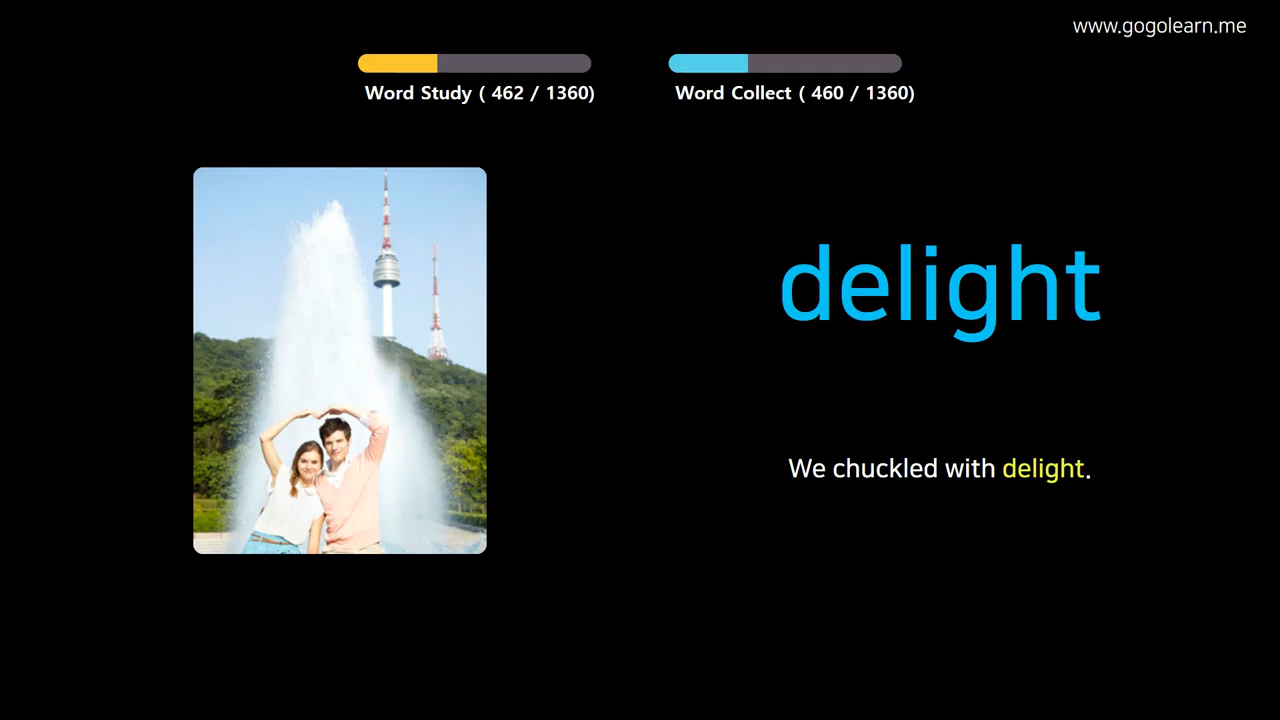 www.gogolearn.me
Word Study ( 462 / 1360)
Word Collect ( 460 / 1360)
delight
We chuckled with delight.